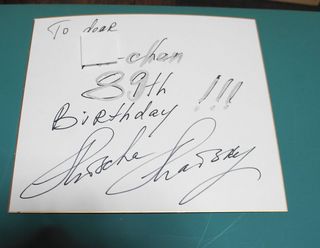 To dear
-chan
89th
Birthday !!!